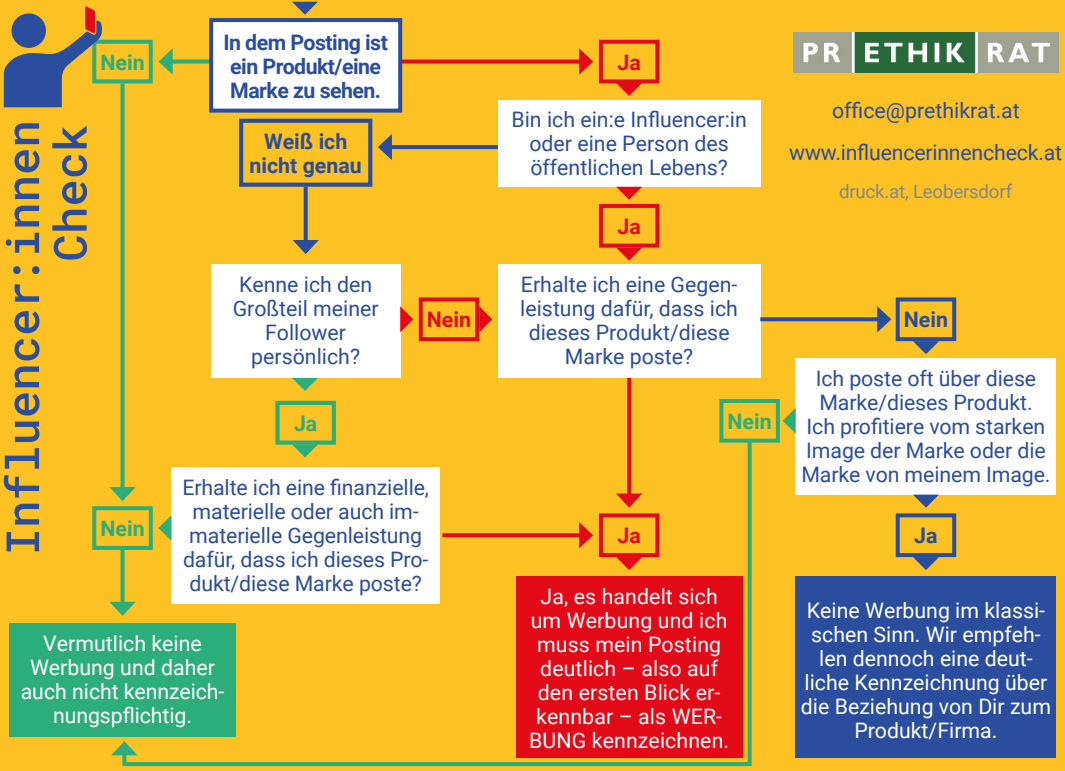 Influencer:innen
Check
Nein
In dem Posting ist
ein Produkt/eine
Marke zu sehen.
Ja
PR ETHIK RAT
office@prethikrat.at
www.influencerinnencheck.at
druck.at, Leobersdorf
Weiß ich
nicht genau
Bin ich ein:e Influencer:in
oder eine Person des
öffentlichen Lebens?
Ja
Kenne ich den
Großteil meiner
Follower
persönlich?
Nein
Erhalte ich eine Gegen-
leistung dafür, dass ich
dieses Produkt/diese
Marke poste?
Nein
Ja
Nein
Ich poste oft über diese
Marke/dieses Produkt.
Ich profitiere vom starken
Image der Marke oder die
Marke von meinem Image.
Nein
Erhalte ich eine finanzielle,
materielle oder auch im-
materielle Gegenleistung
dafür, dass ich dieses Pro-
dukt/diese Marke poste?
Ja
Ja
Vermutlich keine
Werbung und daher
auch nicht kennzeich-
nungspflichtig.
Ja, es handelt sich
um Werbung und ich
muss mein Posting
deutlich – also auf
den ersten Blick er-
kennbar – als WER-
BUNG kennzeichnen.
Keine Werbung im klassi-
schen Sinn. Wir empfeh-
len dennoch eine deut-
liche Kennzeichnung über
die Beziehung von Dir zum
Produkt/Firma.